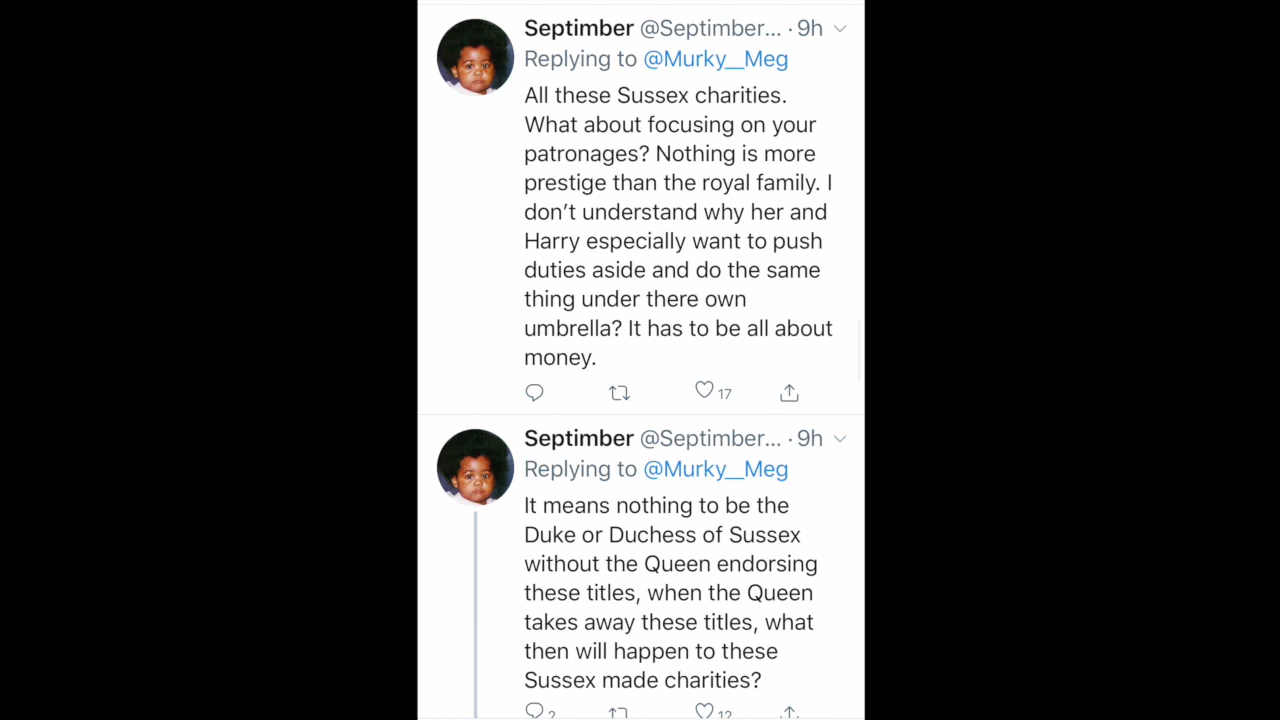 Septimber @Septimber... · 9h
Replying to @Murky__Meg
All these Sussex charities.
What about focusing on your
patronages? Nothing is more
prestige than the royal family. I
don’t understand why her and
Harry especially want to push
duties aside and do the same
thing under there own
umbrella? It has to be all about
money.
17
Septimber @Septimber... · 9h
Replying to @Murky__Meg
It means nothing to be the
Duke or Duchess of Sussex
without the Queen endorsing
these titles, when the Queen
takes away these titles, what
then will happen to these
Sussex made charities?
2 12